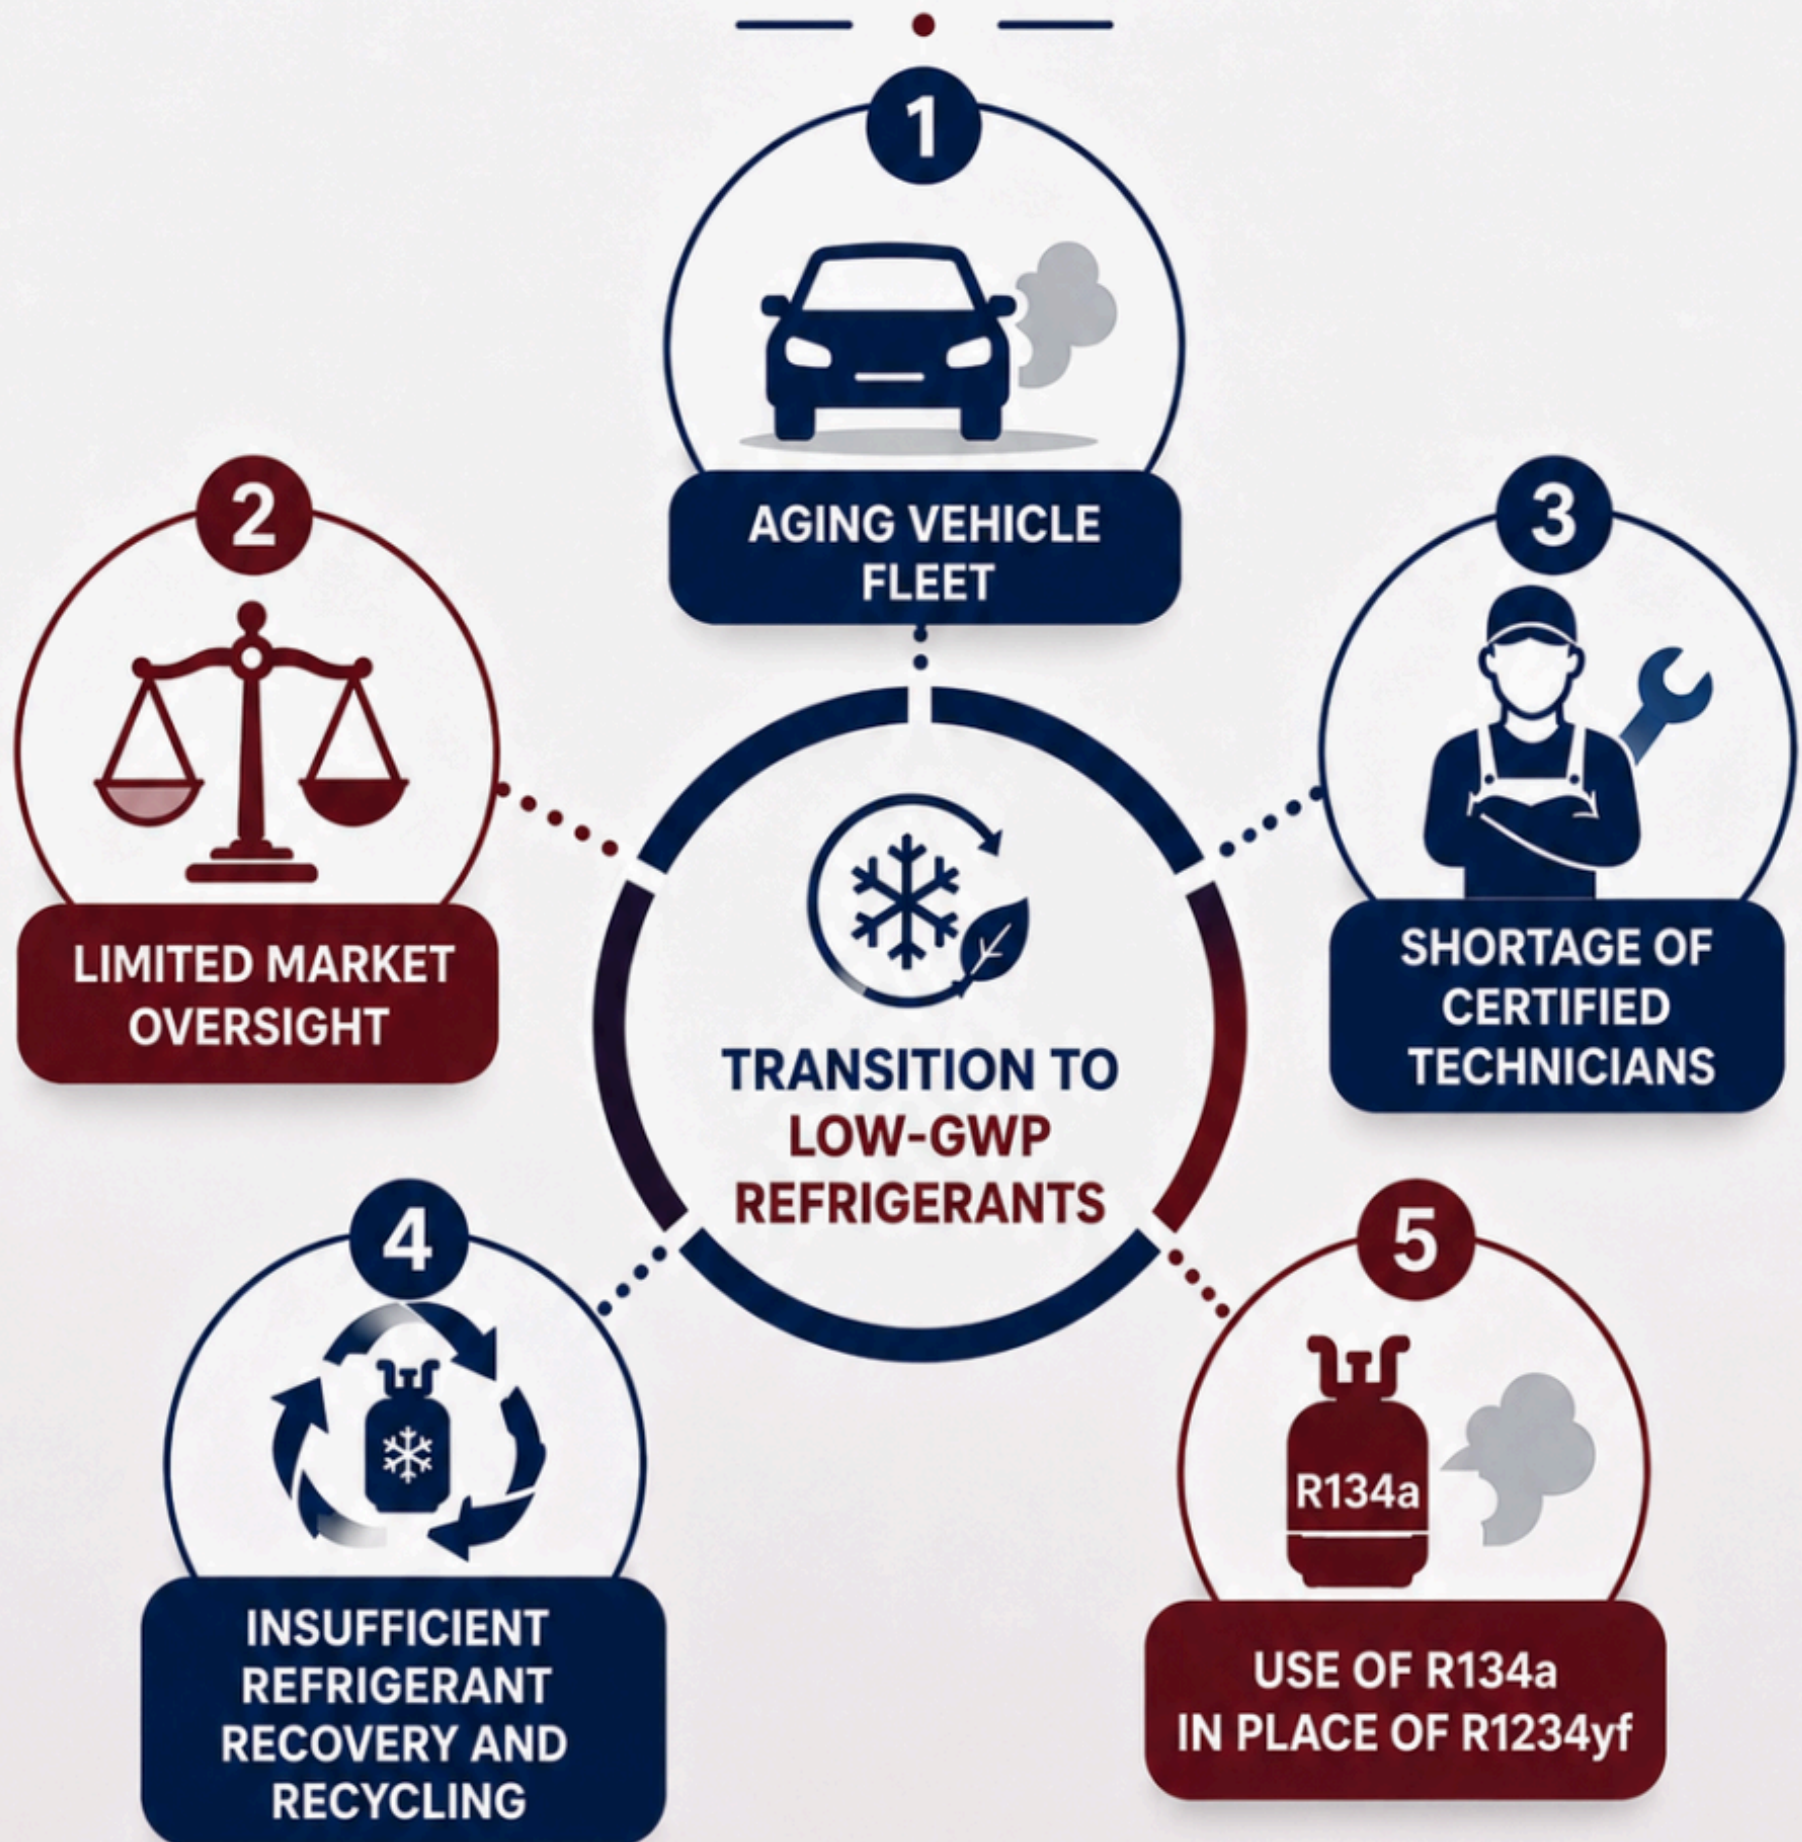 1
AGING VEHICLE
FLEET
2
LIMITED MARKET
OVERSIGHT
3
SHORTAGE OF
CERTIFIED
TECHNICIANS
TRANSITION TO
LOW-GWP
REFRIGERANTS
4
INSUFFICIENT
REFRIGERANT
RECOVERY AND
RECYCLING
5
R134a
USE OF R134a
IN PLACE OF R1234yf